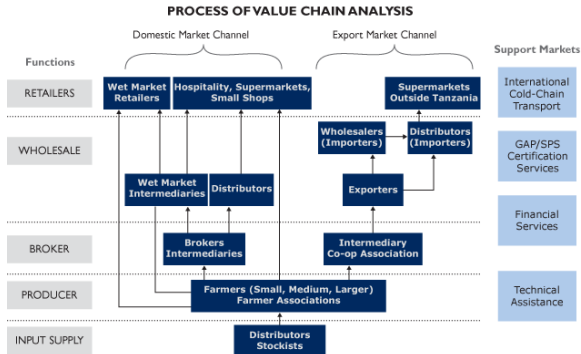 PROCESS OF VALUE CHAIN ANALYSIS
Domestic Market Channel
Export Market Channel
Functions
Support Markets
RETAILERS
Wet Market
Retailers
Hospitality, Supermarkets,
Small Shops
Supermarkets
Outside Tanzania
International
Cold-Chain
Transport
WHOLESALE
Wholesalers
(Importers)
Distributors
(Importers)
GAP/SPS
Certification
Services
Wet Market
Intermediaries
Distributors
Exporters
Financial
Services
BROKER
Brokers
Intermediaries
Intermediary
Co-op Association
PRODUCER
Farmers (Small, Medium, Larger)
Farmer Associations
Technical
Assistance
INPUT SUPPLY
Distributors
Stockists